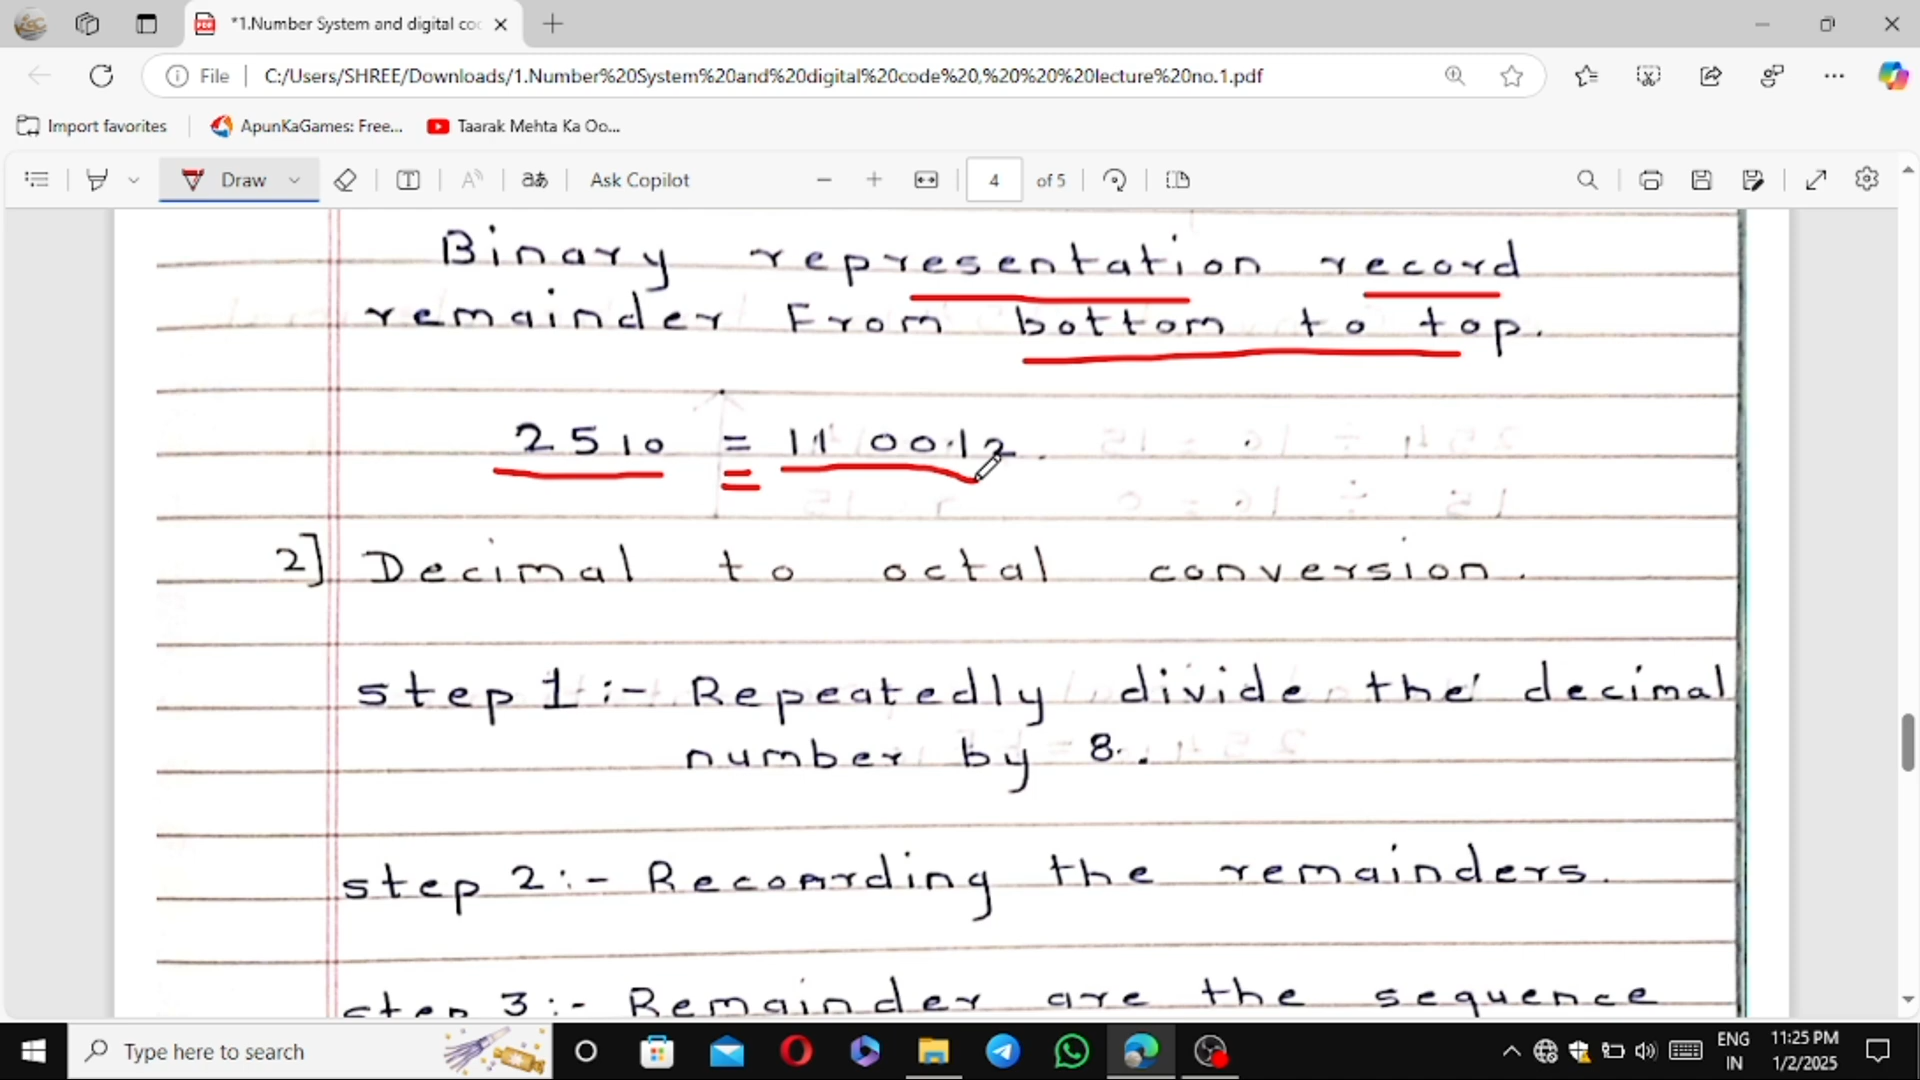 *1.Number System and digital co
File
C:/Users/SHREE/Downloads/1.Number%20System%20and%20digital%20code%20,%20%20%20lecture%20no.1.pdf
Import favorites
ApunKaGames: Free...
Taarak Mehta Ka Oo...
Draw
Ask Copilot
4
of 5
Binary representation record
remainder From bottom to top.
25₁₀ = 11001₂.
2] Decimal to octal conversion.
step 1:- Repeatedly divide the decimal
number by 8.
step 2:- Recording the remainders.
step 3:- Remainder are the sequence
Type here to search
ENG
IN
11:25 PM
1/2/2025